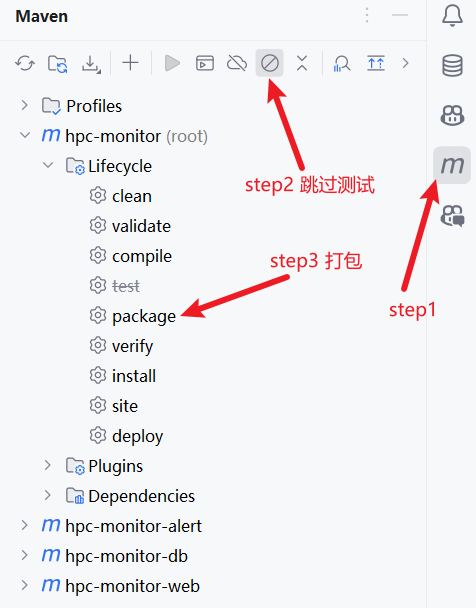 Maven
Profiles
m hpc-monitor (root)
Lifecycle
step2 跳过测试
clean
validate
compile
step3 打包
test
package
step1
verify
install
site
deploy
Plugins
Dependencies
m hpc-monitor-alert
m hpc-monitor-db
m hpc-monitor-web
m